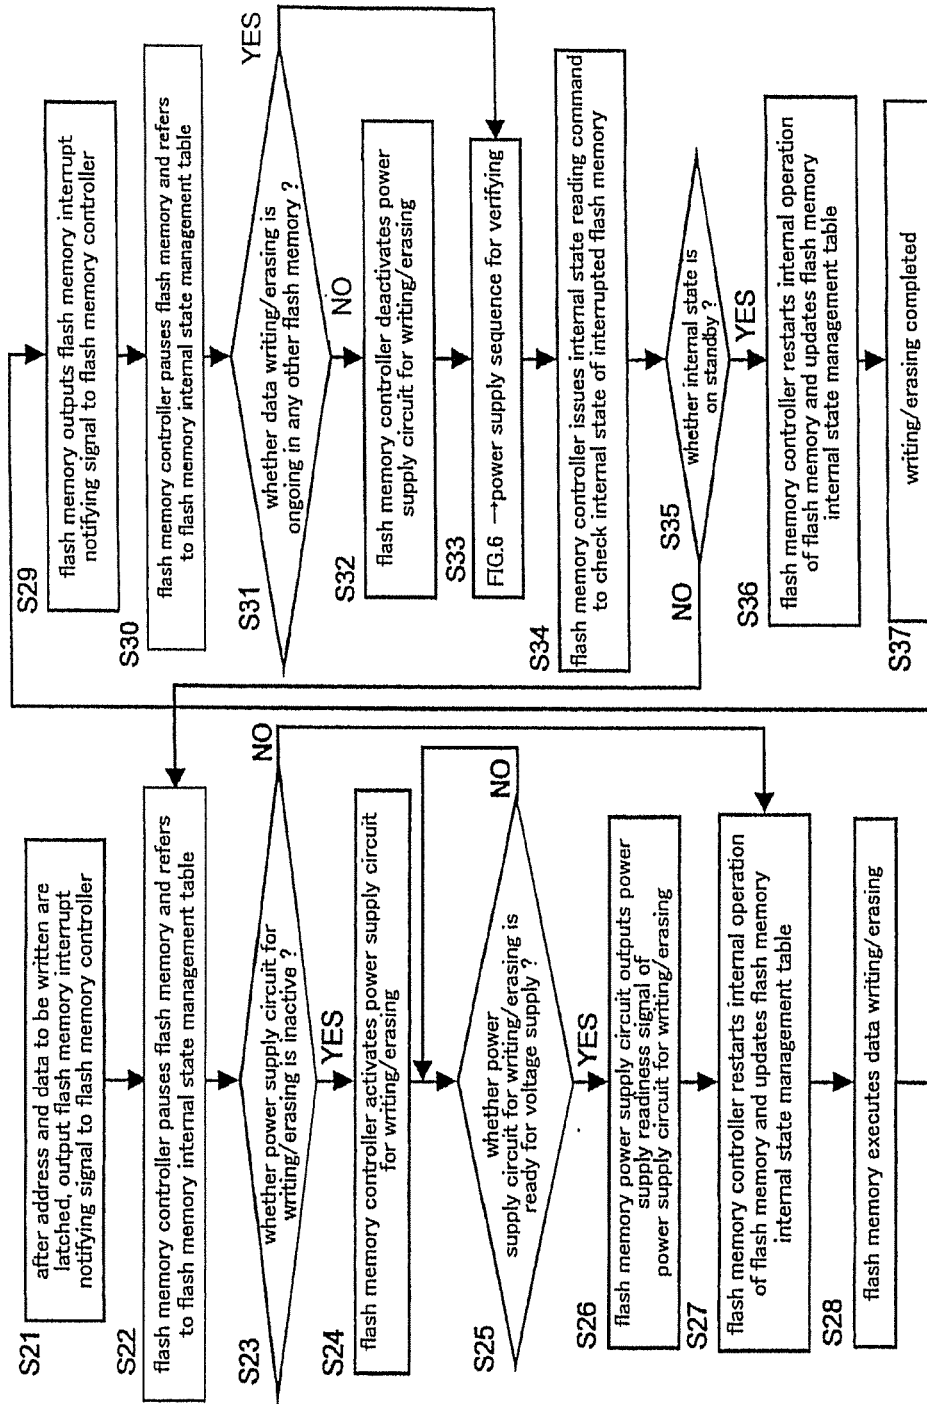 S21
after address and data to be written are
latched, output flash memory interrupt
notifying signal to flash memory controller
S22
flash memory controller pauses flash memory and refers
to flash memory internal state management table
S23
whether power supply circuit for
writing/erasing is inactive ?
NO
YES
S24
flash memory controller activates power supply circuit
for writing/erasing
S25
whether power
supply circuit for writing/erasing is
ready for voltage supply ?
NO
YES
S26
flash memory power supply circuit outputs power
supply readiness signal of
power supply circuit for writing/erasing
S27
flash memory controller restarts internal operation
of flash memory and updates flash memory
internal state management table
S28
flash memory executes data writing/erasing
S29
flash memory outputs flash memory interrupt
notifying signal to flash memory controller
S30
flash memory controller pauses flash memory and refers
to flash memory internal state management table
S31
whether data writing/erasing is
ongoing in any other flash memory ?
YES
NO
S32
flash memory controller deactivates power
supply circuit for writing/erasing
S33
FIG.6 →power supply sequence for verifying
S34
flash memory controller issues internal state reading command
to check internal state of interrupted flash memory
S35
whether internal state is
on standby ?
NO
YES
S36
flash memory controller restarts internal operation
of flash memory and updates flash memory
internal state management table
S37
writing/erasing completed